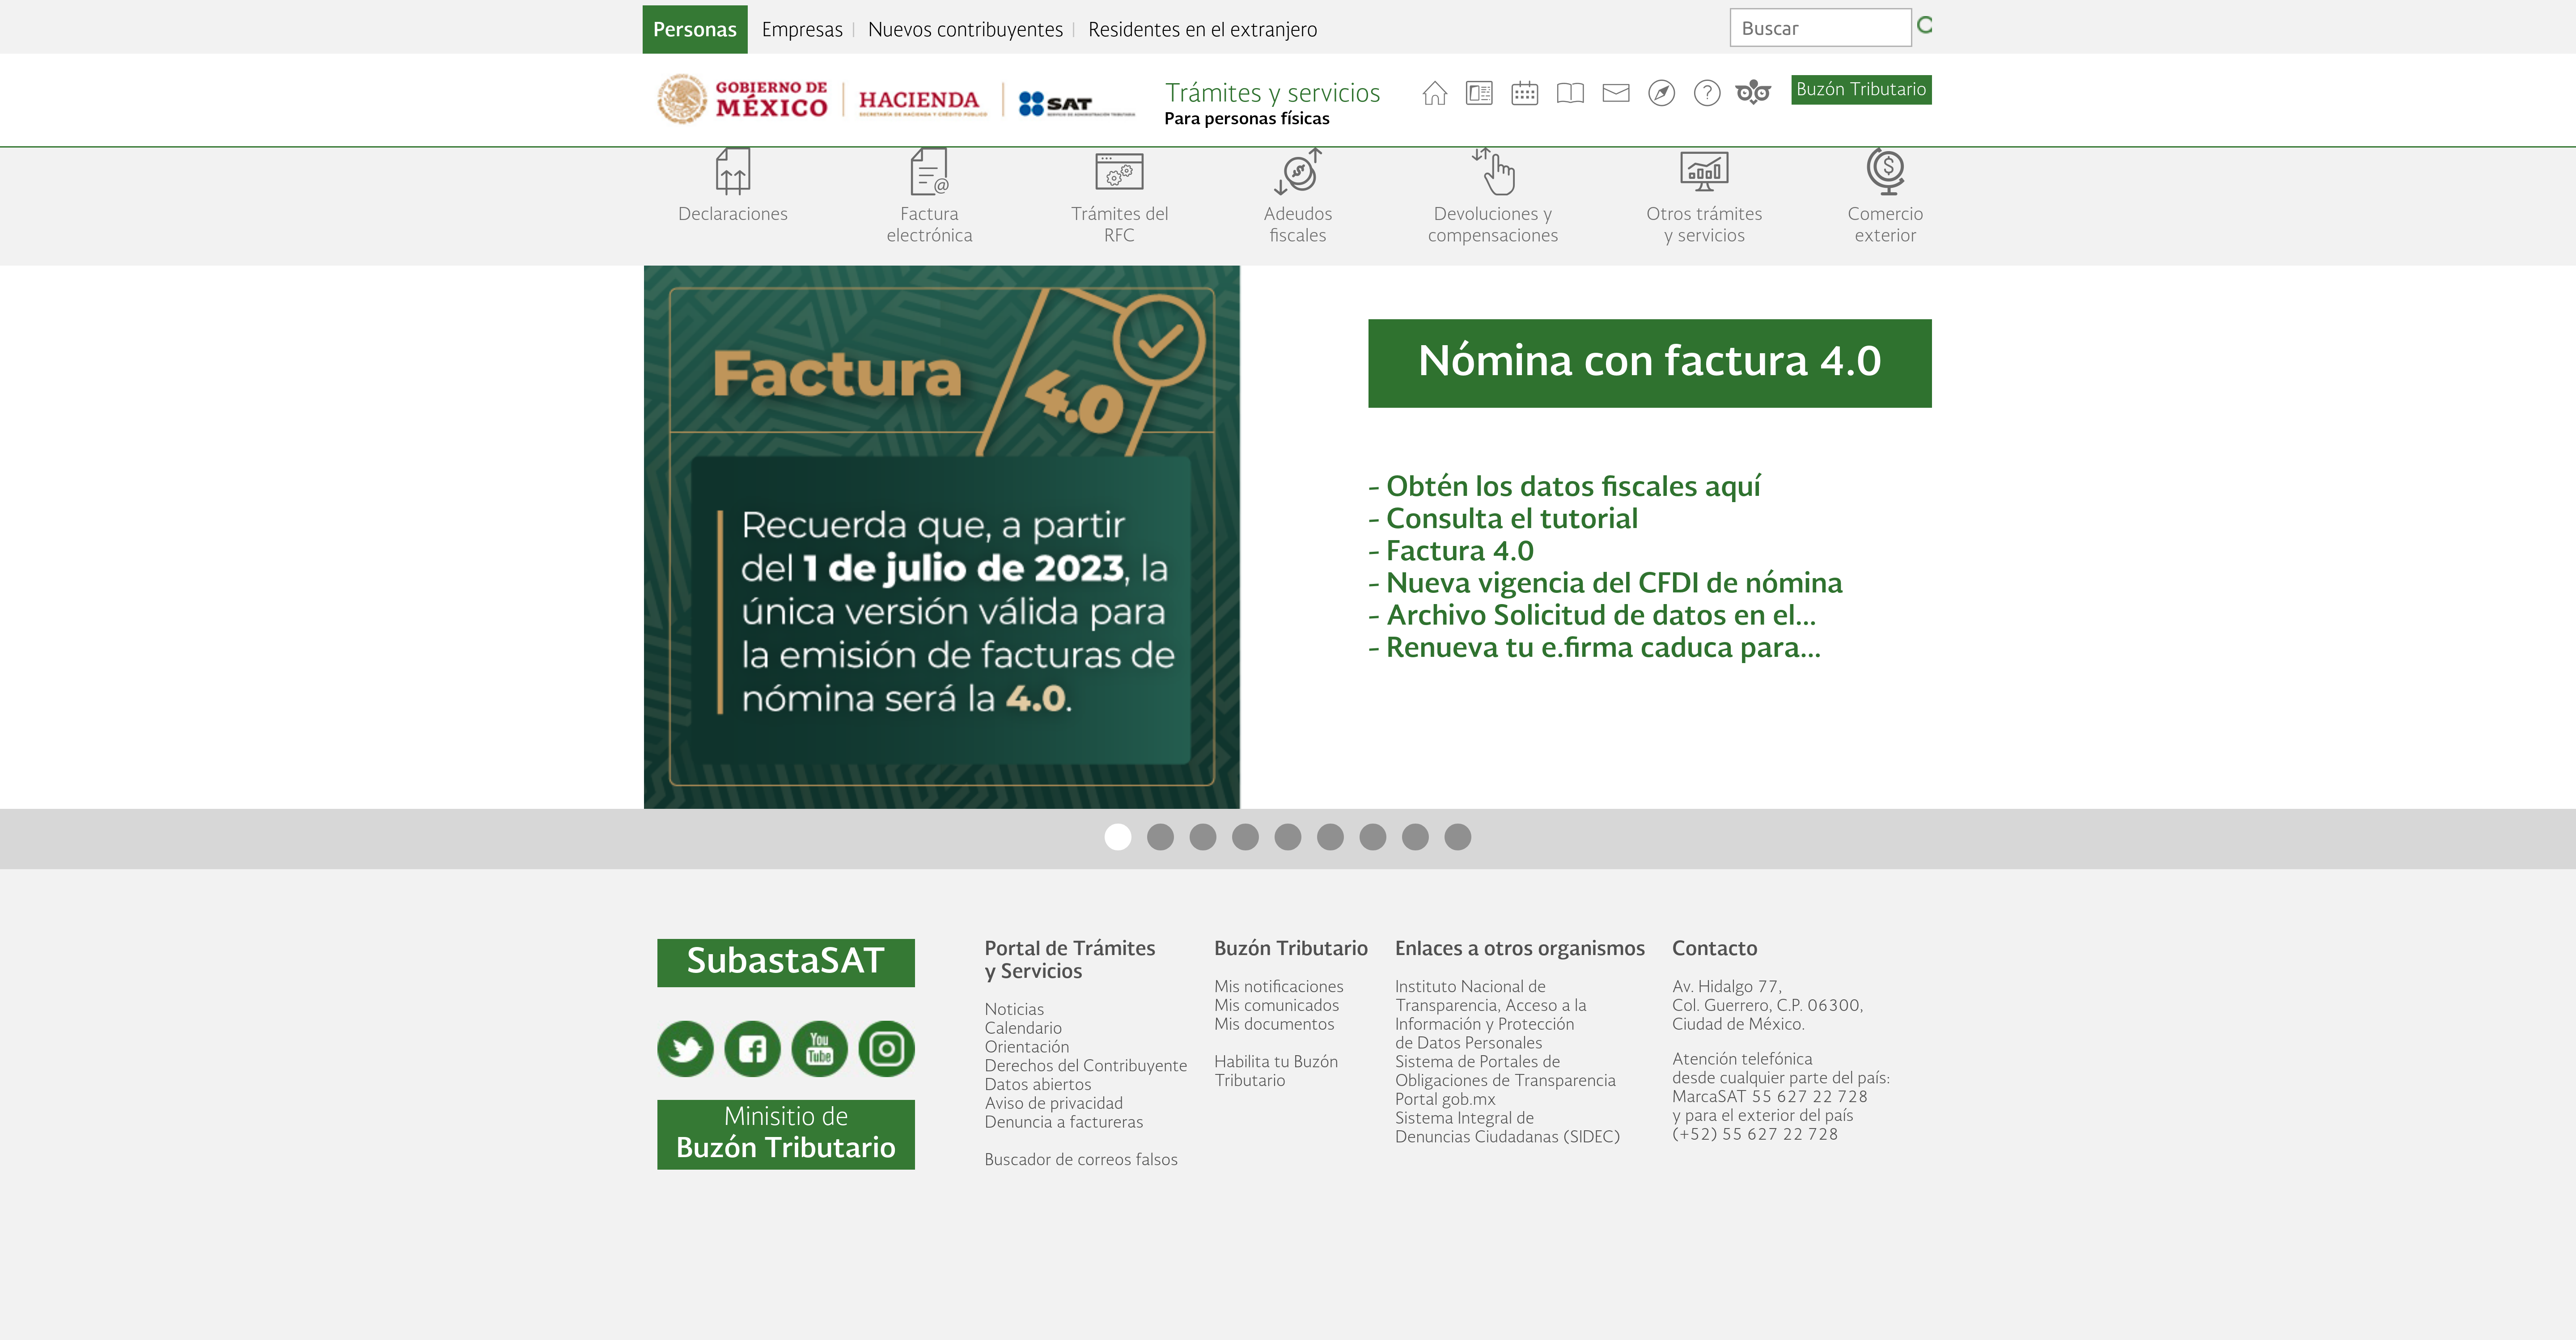 Personas
Empresas
Nuevos contribuyentes
Residentes en el extranjero
Buscar
GOBIERNO DE
MÉXICO
HACIENDA
SECRETARÍA DE HACIENDA Y CRÉDITO PÚBLICO
SAT
SERVICIO DE ADMINISTRACIÓN TRIBUTARIA
Trámites y servicios
Para personas físicas
Buzón Tributario
Declaraciones
Factura
electrónica
Trámites del
RFC
Adeudos
fiscales
Devoluciones y
compensaciones
Otros trámites
y servicios
Comercio
exterior
Factura
4.0
Recuerda que, a partir
del 1 de julio de 2023, la
única versión válida para
la emisión de facturas de
nómina será la 4.0.
Nómina con factura 4.0
- Obtén los datos fiscales aquí
- Consulta el tutorial
- Factura 4.0
- Nueva vigencia del CFDI de nómina
- Archivo Solicitud de datos en el...
- Renueva tu e.firma caduca para...
SubastaSAT
You
Tube
Minisitio de
Buzón Tributario
Portal de Trámites
y Servicios
Noticias
Calendario
Orientación
Derechos del Contribuyente
Datos abiertos
Aviso de privacidad
Denuncia a factureras
Buscador de correos falsos
Buzón Tributario
Mis notificaciones
Mis comunicados
Mis documentos
Habilita tu Buzón
Tributario
Enlaces a otros organismos
Instituto Nacional de
Transparencia, Acceso a la
Información y Protección
de Datos Personales
Sistema de Portales de
Obligaciones de Transparencia
Portal gob.mx
Sistema Integral de
Denuncias Ciudadanas (SIDEC)
Contacto
Av. Hidalgo 77,
Col. Guerrero, C.P. 06300,
Ciudad de México.
Atención telefónica
desde cualquier parte del país:
MarcaSAT 55 627 22 728
y para el exterior del país
(+52) 55 627 22 728